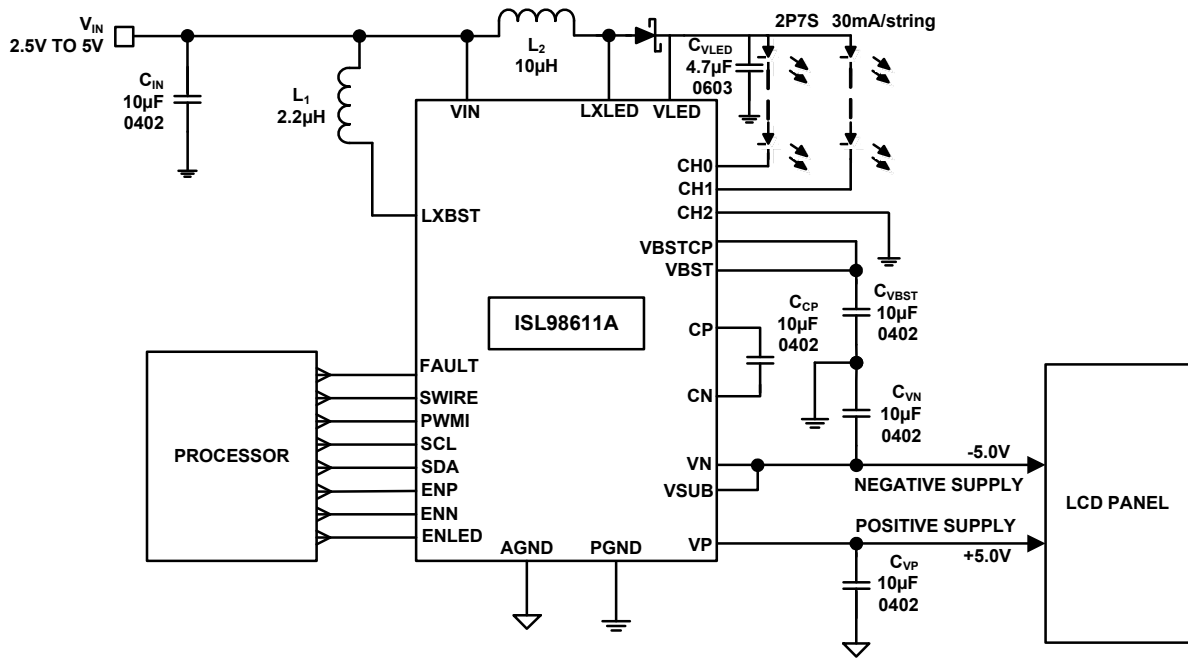 VIN
2.5V TO 5V
CIN
10µF
0402
L1
2.2µH
L2
10µH
CVLED
4.7µF
0603
2P7S 30mA/string
VIN
LXLED
VLED
LXBST
CH0
CH1
CH2
VBSTCP
VBST
CP
CN
CCP
10µF
0402
CVBST
10µF
0402
CVN
10µF
0402
ISL98611A
PROCESSOR
FAULT
SWIRE
PWMI
SCL
SDA
ENP
ENN
ENLED
AGND
PGND
VN
VSUB
VP
-5.0V
NEGATIVE SUPPLY
POSITIVE SUPPLY
+5.0V
CVP
10µF
0402
LCD PANEL